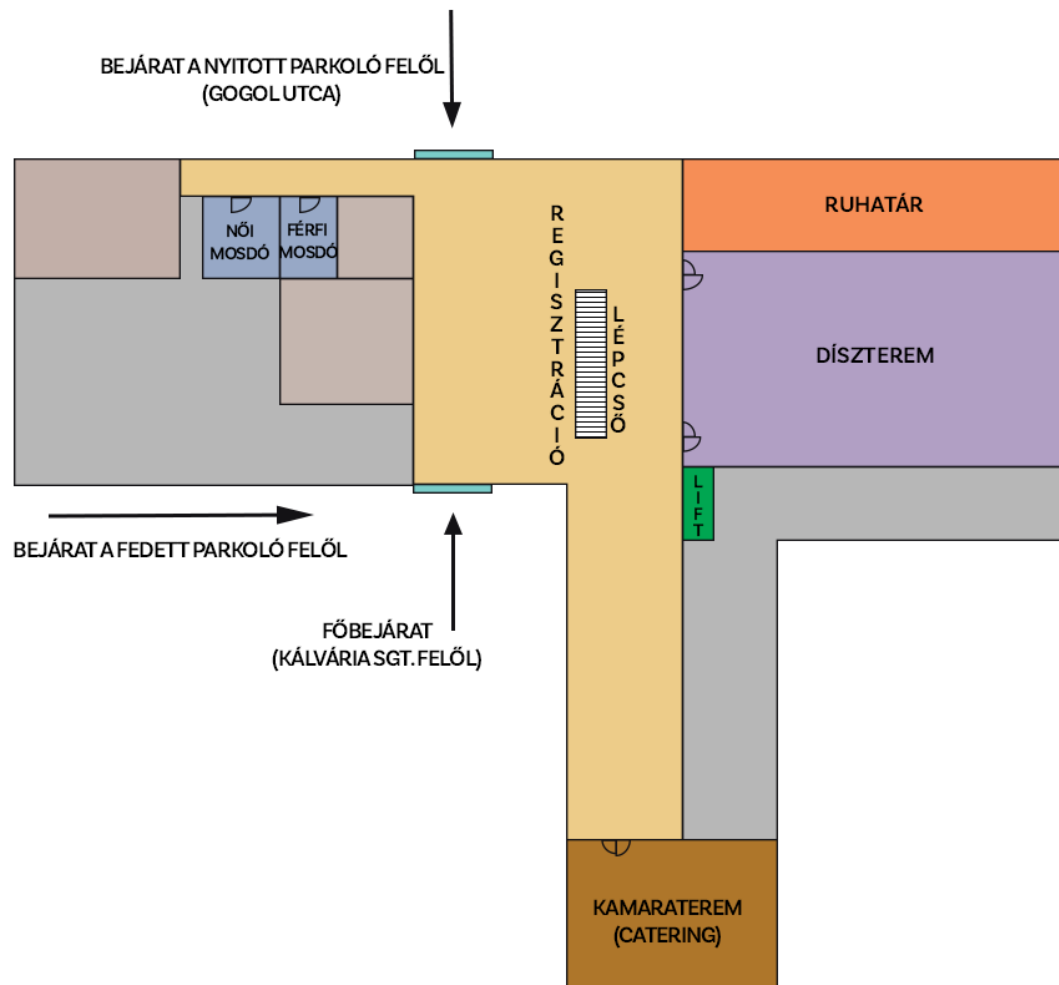 BEJÁRAT A NYITOTT PARKOLÓ FELŐL
(GOGOL UTCA)
NŐI
MOSDÓ
FÉRFI
MOSDÓ
REGISZTRÁCIÓ
LÉPCSŐ
RUHATÁR
DÍSZTEREM
LIFT
BEJÁRAT A FEDETT PARKOLÓ FELŐL
FŐBEJÁRAT
(KÁLVÁRIA SGT. FELŐL)
KAMARATEREM
(CATERING)